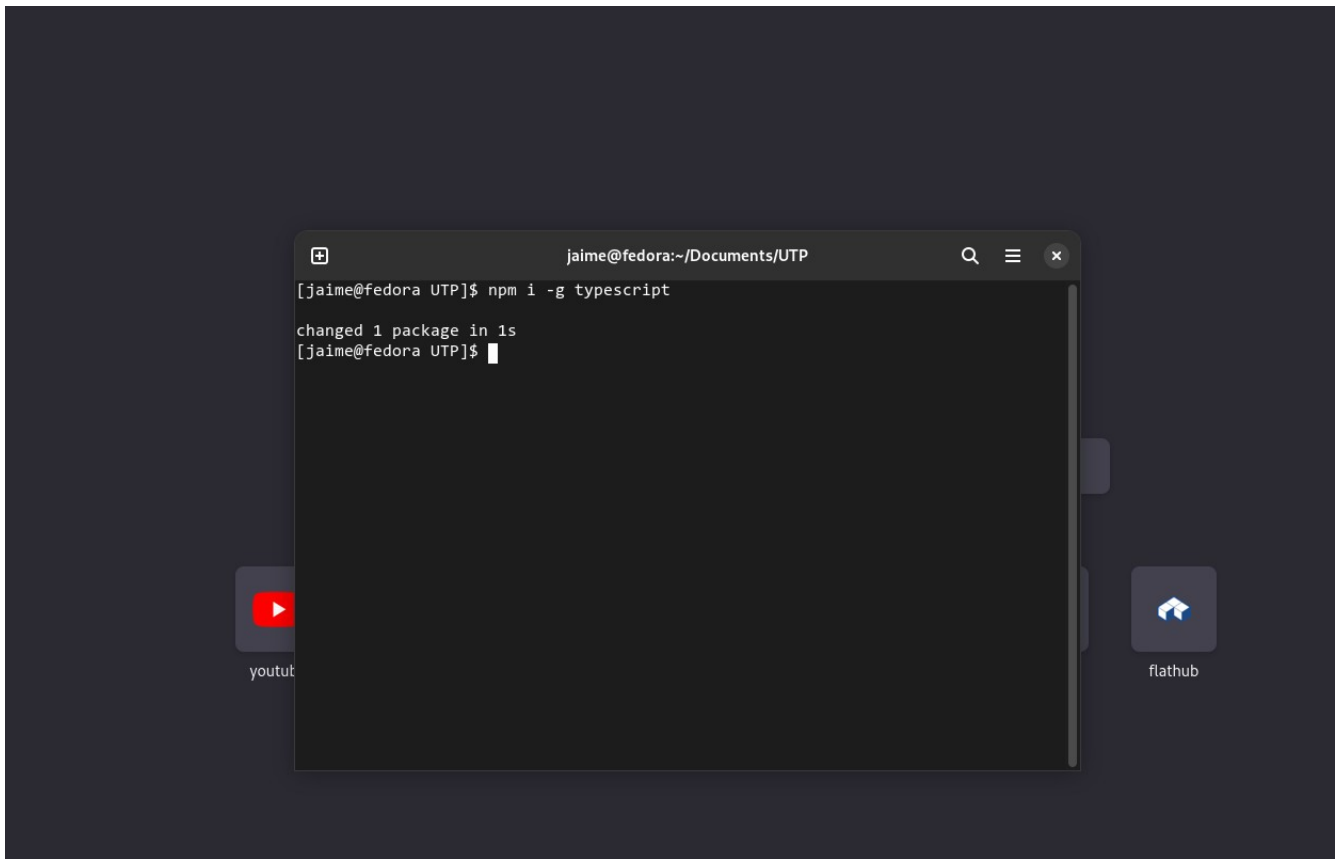 jaime@fedora:~/Documents/UTP
[jaime@fedora UTP]$ npm i -g typescript
changed 1 package in 1s
[jaime@fedora UTP]$
youtub
flathub